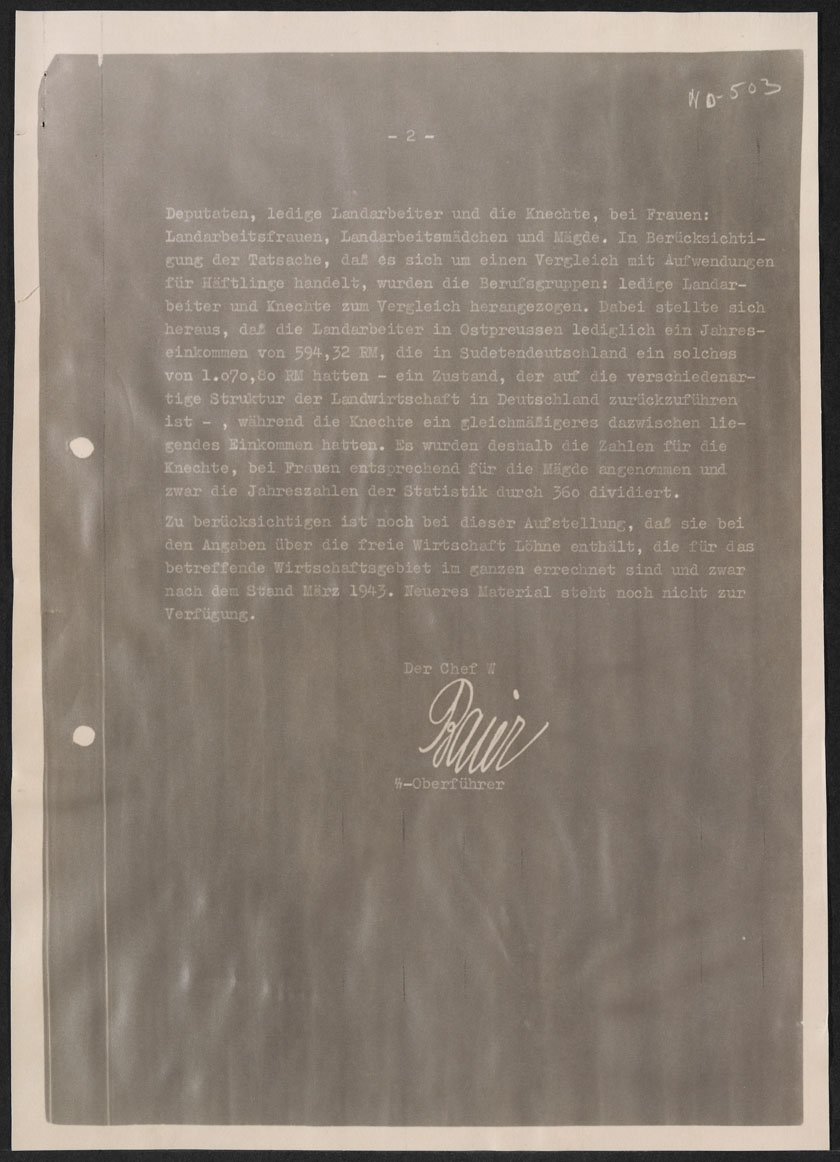 NO-503
- 2 -
Deputaten, ledige Landarbeiter und die Knechte, bei Frauen:
Landarbeitsfrauen, Landarbeitsmädchen und Mägde. In Berücksichti-
gung der Tatsache, daß es sich um einen Vergleich mit Aufwendungen
für Häftlinge handelt, wurden die Berufsgruppen: ledige Landar-
beiter und Knechte zum Vergleich herangezogen. Dabei stellte sich
heraus, daß die Landarbeiter in Ostpreussen lediglich ein Jahres-
einkommen von 594,32 RM, die in Sudetendeutschland ein solches
von 1.o7o,8o RM hatten - ein Zustand, der auf die verschiedenar-
tige Struktur der Landwirtschaft in Deutschland zurückzuführen
ist - , während die Knechte ein gleichmäßigeres dazwischen lie-
gendes Einkommen hatten. Es wurden deshalb die Zahlen für die
Knechte, bei Frauen entsprechend für die Mägde angenommen und
zwar die Jahreszahlen der Statistik durch 36o dividiert.
Zu berücksichtigen ist noch bei dieser Aufstellung, daß sie bei
den Angaben über die freie Wirtschaft Löhne enthält, die für das
betreffende Wirtschaftsgebiet im ganzen errechnet sind und zwar
nach dem Stand März 1943. Neueres Material steht noch nicht zur
Verfügung.
Der Chef W
Baier
SS-Oberführer